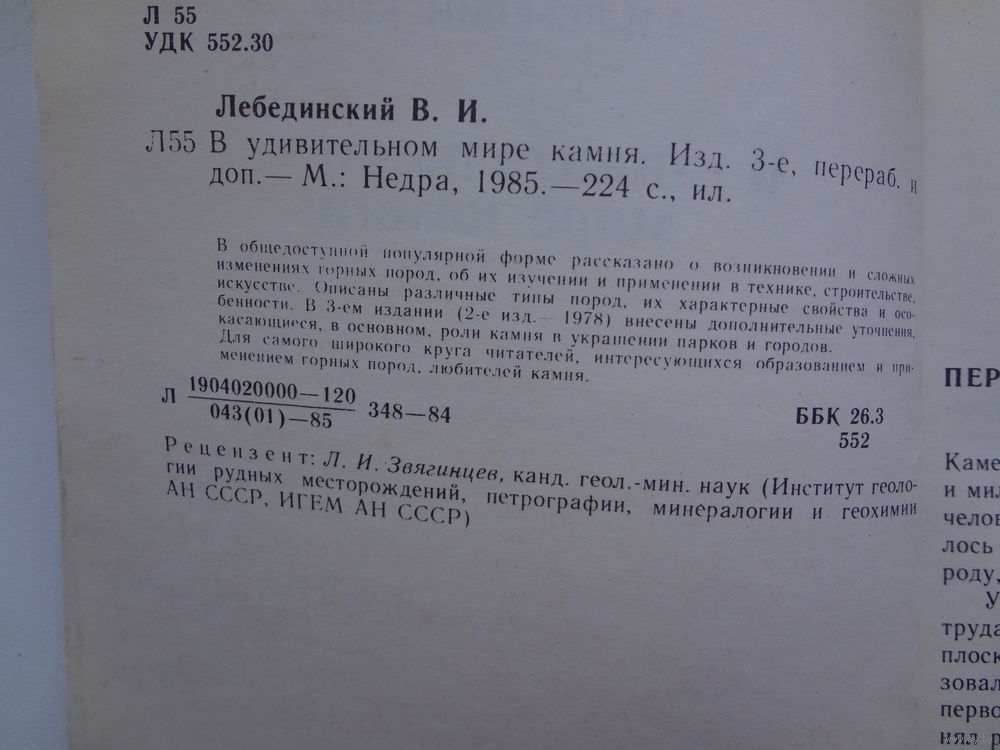 Л 55
УДК 552.30
Лебединский В. И.
Л55 В удивительном мире камня. Изд. 3-е, перераб. и
доп.— М.: Недра, 1985.—224 с., ил.
В общедоступной популярной форме рассказано о возникновении и сложных
изменениях горных пород, об их изучении и применении в технике, строительстве,
искусстве. Описаны различные типы пород, их характерные свойства и осо-
бенности. В 3-ем издании (2-е изд.— 1978) внесены дополнительные уточнения,
касающиеся, в основном, роли камня в украшении парков и городов.
Для самого широкого круга читателей, интересующихся образованием и при-
менением горных пород, любителей камня.
Л 1904020000—120
043(01)—85 348—84
ББК 26.3
552
Рецензент: Л. И. Звягинцев, канд. геол.-мин. наук (Институт геоло-
гии рудных месторождений, петрографии, минералогии и геохимии
АН СССР, ИГЕМ АН СССР)
ПЕР
Каме
и ми
челов
лось
роду,
У
труда
плоск
зовал
перво
нял р